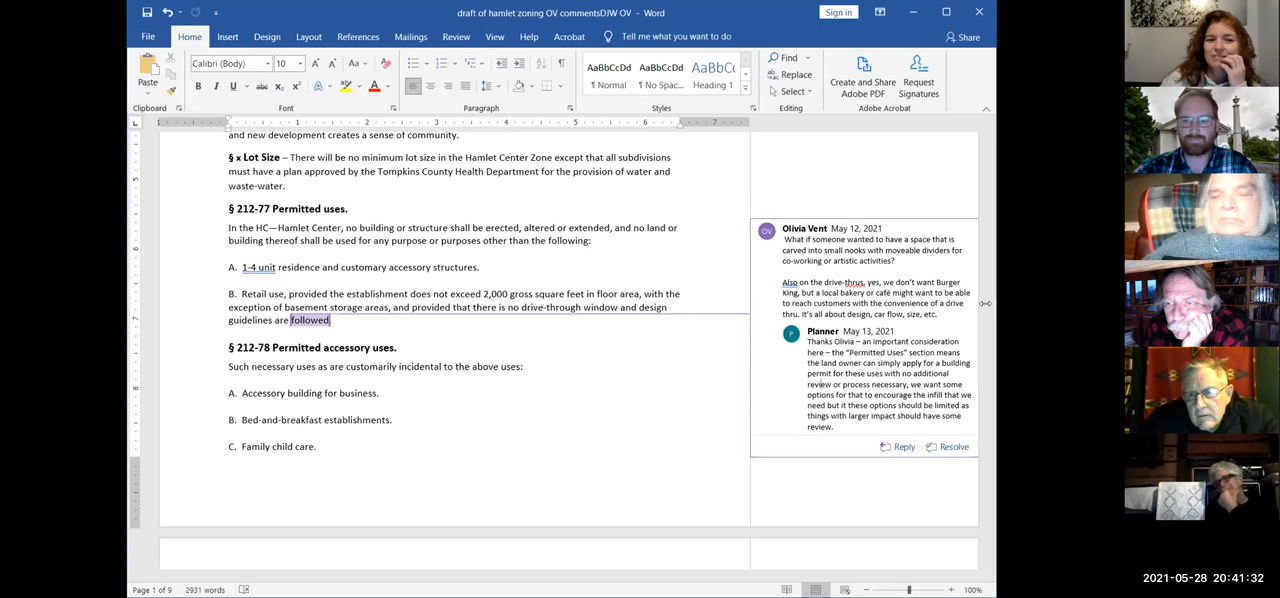 draft of hamlet zoning OV commentsDJW OV - Word
Sign in
File Home Insert Design Layout References Mailings Review View Help Acrobat Tell me what you want to do Share
Paste
Calibri (Body) 10
Find
Replace
Select
AaBbCcDd AaBbCcDd AaBbCc
¶ Normal ¶ No Spac... Heading 1
Create and Share Adobe PDF
Request Signatures
Clipboard Font Paragraph Styles Editing Adobe Acrobat
and new development creates a sense of community.
§ x Lot Size – There will be no minimum lot size in the Hamlet Center Zone except that all subdivisions
must have a plan approved by the Tompkins County Health Department for the provision of water and
waste-water.
§ 212-77 Permitted uses.
In the HC—Hamlet Center, no building or structure shall be erected, altered or extended, and no land or
building thereof shall be used for any purpose or purposes other than the following:
A. 1-4 unit residence and customary accessory structures.
B. Retail use, provided the establishment does not exceed 2,000 gross square feet in floor area, with the
exception of basement storage areas, and provided that there is no drive-through window and design
guidelines are followed.
§ 212-78 Permitted accessory uses.
Such necessary uses as are customarily incidental to the above uses:
A. Accessory building for business.
B. Bed-and-breakfast establishments.
C. Family child care.
OV Olivia Vent May 12, 2021
What if someone wanted to have a space that is
carved into small nooks with moveable dividers for
co-working or artistic activities?
Also on the drive-thrus, yes, we don't want Burger
King, but a local bakery or café might want to be able
to reach customers with the convenience of a drive
thru. it's all about design, car flow, size, etc.
P Planner May 13, 2021
Thanks Olivia – an important consideration
here – the "Permitted Uses" section means
the land owner can simply apply for a building
permit for these uses with no additional
review or process necessary, we want some
options for that to encourage the infill that we
need but it these options should be limited as
things with larger impact should have some
review.
Reply Resolve
Page 1 of 9 2931 words
100%
2021-05-28 20:41:32